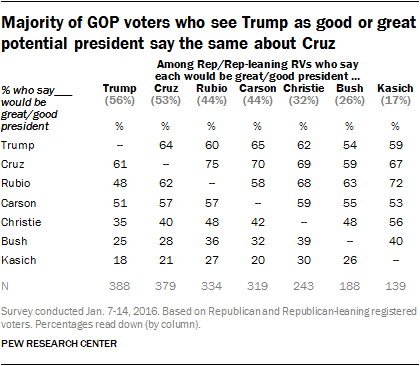 Majority of GOP voters who see Trump as good or great
potential president say the same about Cruz
Among Rep/Rep-leaning RVs who say
each would be great/good president ...
% who say___ would be great/good president
Trump Cruz Rubio Carson Christie Bush Kasich
(56%) (53%) (44%) (44%) (32%) (26%) (17%)
% % % % % % %
Trump -- 64 60 65 62 54 59
Cruz 61 -- 75 70 69 59 67
Rubio 48 62 -- 58 68 63 72
Carson 51 57 57 -- 59 55 53
Christie 35 40 48 42 -- 48 56
Bush 25 28 36 32 39 -- 40
Kasich 18 21 27 20 30 26 --
N 388 379 334 319 243 188 139
Survey conducted Jan. 7-14, 2016. Based on Republican and Republican-leaning registered
voters. Percentages read down (by column).
PEW RESEARCH CENTER